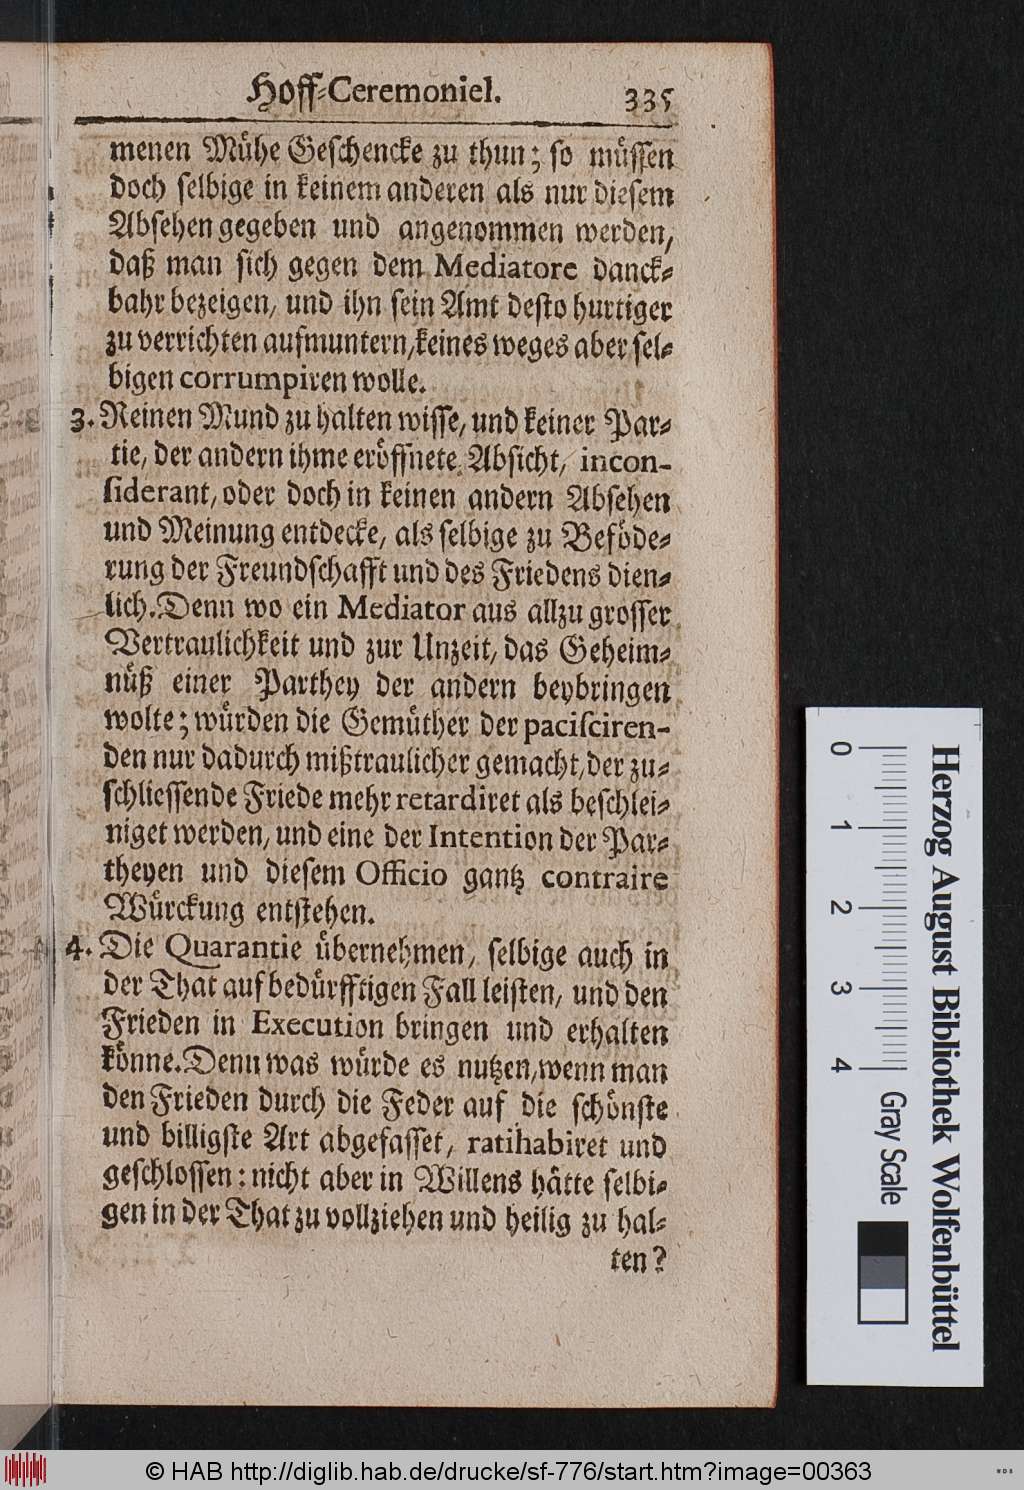 Hoff-Ceremoniel. 335
menen Mühe Geschencke zu thun; so müssen
doch selbige in keinem anderen als nur diesem
Absehen gegeben und angenommen werden,
daß man sich gegen dem Mediatore danck-
bahr bezeigen, und ihn sein Amt desto hurtiger
zu verrichten aufmuntern, keines weges aber sel-
bigen corrumpiren wolle.
3. Reinen Mund zu halten wisse, und keiner Par-
tie, der andern ihme eröffnete Absicht, incon-
siderant, oder doch in keinen andern Absehen
und Meinung entdecke, als selbige zu Beföde-
rung der Freundschafft und des Friedens dien-
lich. Denn wo ein Mediator aus allzu grosser
Vertraulichkeit und zur Unzeit, das Geheim-
nüß einer Parthey der andern beybringen
wolte; würden die Gemüther der pacisciren-
den nur dadurch mißtraulicher gemacht, der zu-
schliessende Friede mehr retardiret als beschlei-
niget werden, und eine der Intention der Par-
theyen und diesem Officio gantz contraire
Würckung entstehen.
4. Die Quarantie übernehmen, selbige auch in
der That auf bedürfftigen Fall leisten, und den
Frieden in Execution bringen und erhalten
könne. Denn was würde es nutzen, wenn man
den Frieden durch die Feder auf die schönste
und billigste Art abgefasset, ratihabiret und
geschlossen: nicht aber in Willens hätte selbi-
gen in der That zu vollziehen und heilig zu hal-
ten?
0 1 2 3 4
Gray Scale
Herzog August Bibliothek Wolfenbüttel
© HAB http://diglib.hab.de/drucke/sf-776/start.htm?image=00363